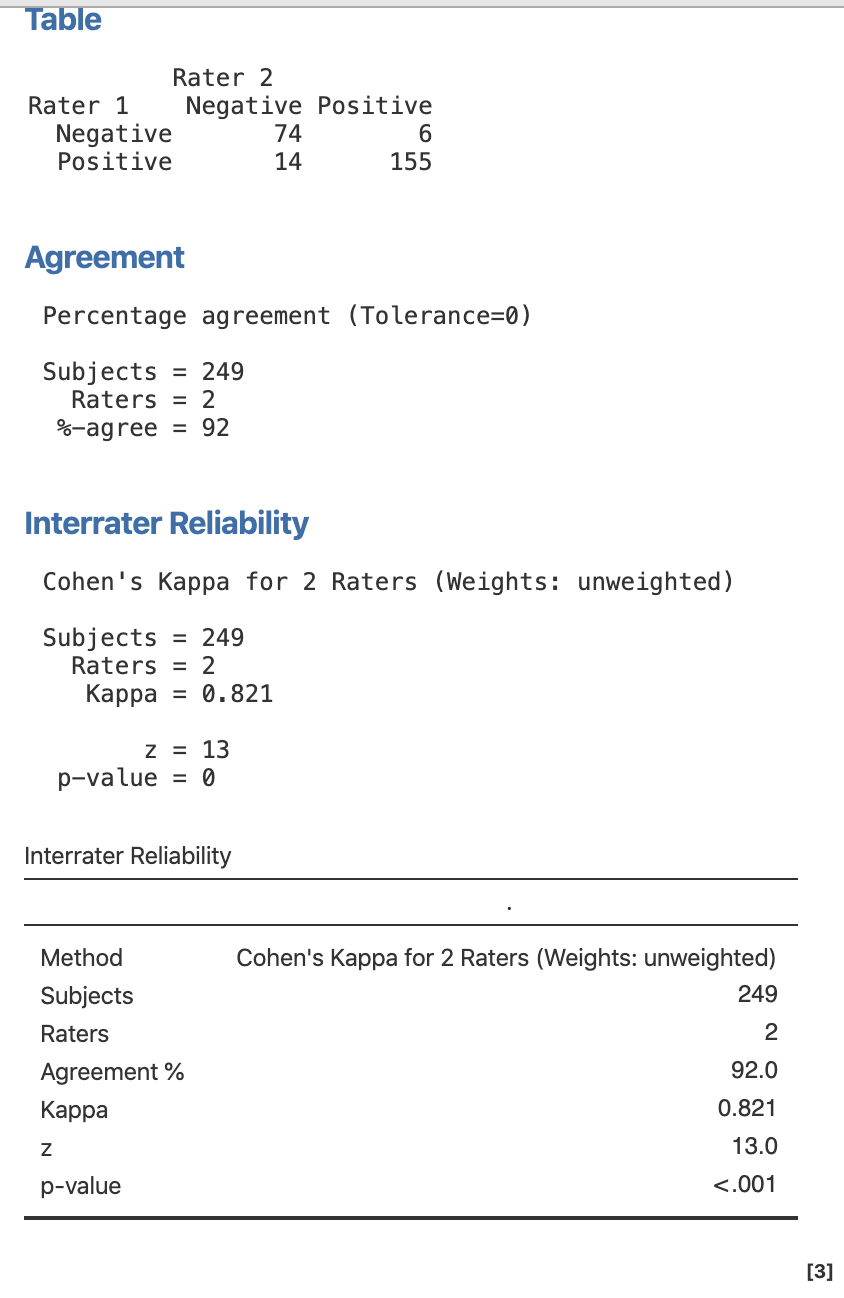 Table
Rater 2
Rater 1 Negative Positive
Negative 74 6
Positive 14 155
Agreement
Percentage agreement (Tolerance=0)
Subjects = 249
Raters = 2
%-agree = 92
Interrater Reliability
Cohen's Kappa for 2 Raters (Weights: unweighted)
Subjects = 249
Raters = 2
Kappa = 0.821
z = 13
p-value = 0
Interrater Reliability
.
Method Cohen's Kappa for 2 Raters (Weights: unweighted)
Subjects 249
Raters 2
Agreement % 92.0
Kappa 0.821
z 13.0
p-value <.001
[3]